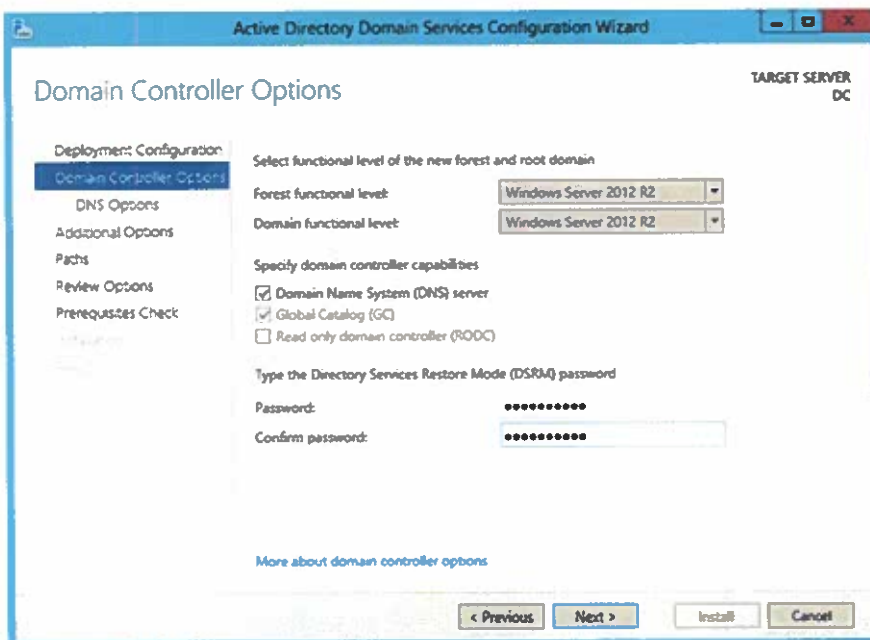 Active Directory Domain Services Configuration Wizard
Domain Controller Options
TARGET SERVER
DC
Deployment Configuration
Domain Controller Options
DNS Options
Additional Options
Paths
Review Options
Prerequisites Check
Select functional level of the new forest and root domain
Forest functional level: Windows Server 2012 R2
Domain functional level: Windows Server 2012 R2
Specify domain controller capabilities
Domain Name System (DNS) server
Global Catalog (GC)
Read only domain controller (RODC)
Type the Directory Services Restore Mode (DSRM) password
Password: ●●●●●●●●●●
Confirm password: ●●●●●●●●●●
More about domain controller options
< Previous Next > Install Cancel